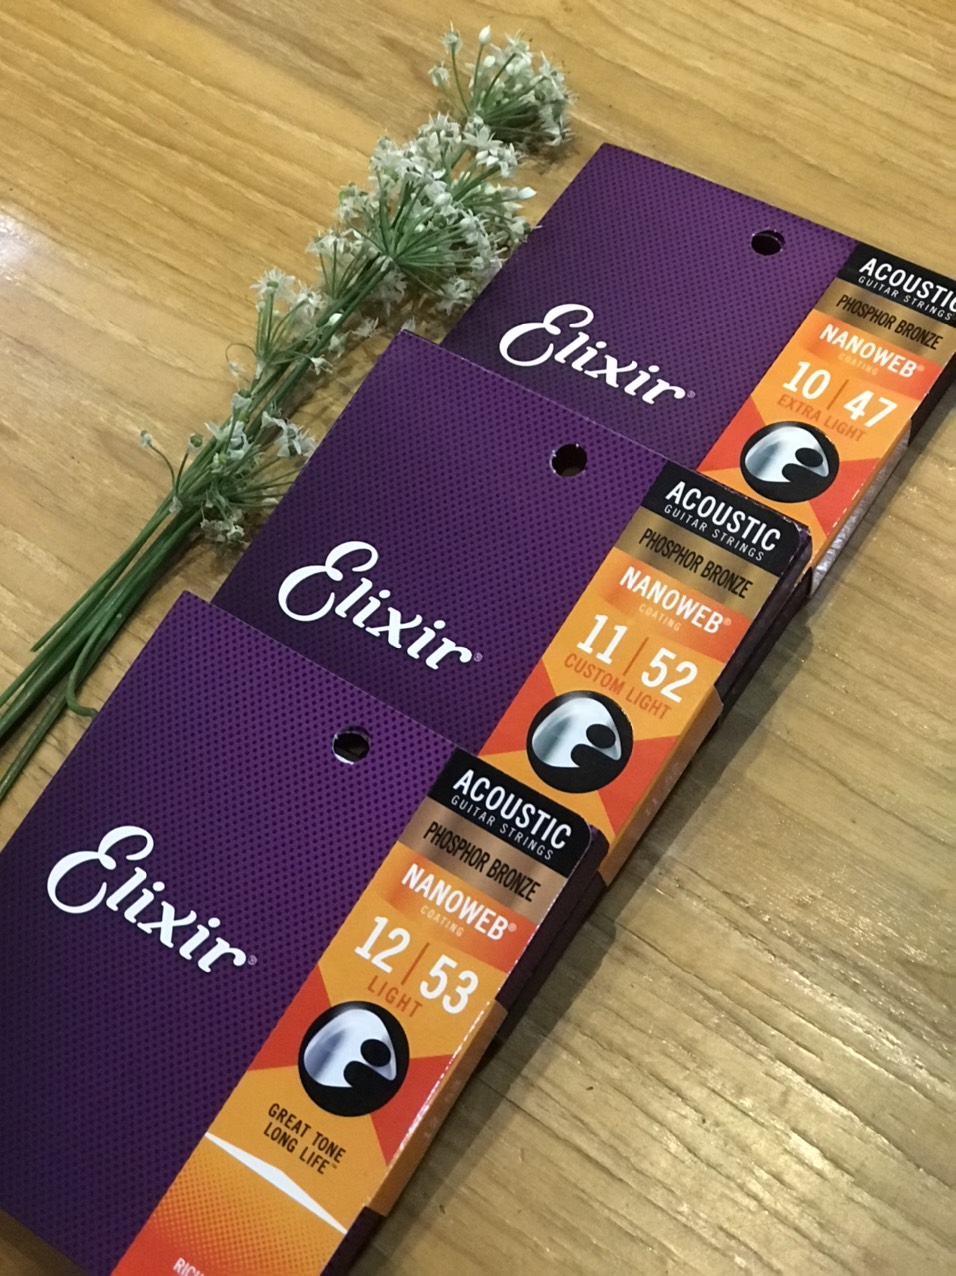 Elixir®
ACOUSTIC
GUITAR STRINGS
PHOSPHOR BRONZE
NANOWEB®
COATING
10 | 47
EXTRA LIGHT
Elixir®
ACOUSTIC
GUITAR STRINGS
PHOSPHOR BRONZE
NANOWEB®
COATING
11 | 52
CUSTOM LIGHT
Elixir®
ACOUSTIC
GUITAR STRINGS
PHOSPHOR BRONZE
NANOWEB®
COATING
12 | 53
LIGHT
GREAT TONE
LONG LIFE™